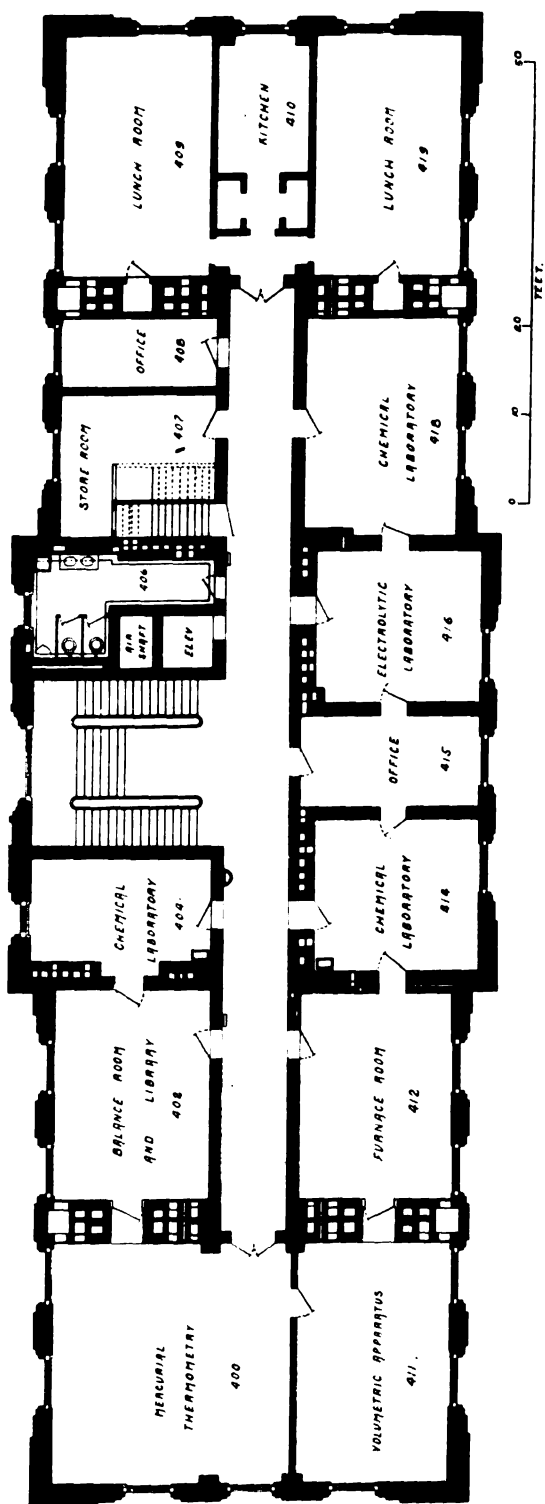 LUNCH ROOM
409
KITCHEN
410
LUNCH ROOM
419
OFFICE
408
STORE ROOM
407
CHEMICAL
LABORATORY
418
406
AIR
SHAFT
ELEV
ELECTROLYTIC
LABORATORY
416
OFFICE
415
CHEMICAL
LABORATORY
404
CHEMICAL
LABORATORY
414
BALANCE ROOM
AND LIBRARY
402
FURNACE ROOM
412
MERCURIAL
THERMOMETRY
400
VOLUMETRIC APPARATUS
411
0 10 20 50
FEET.